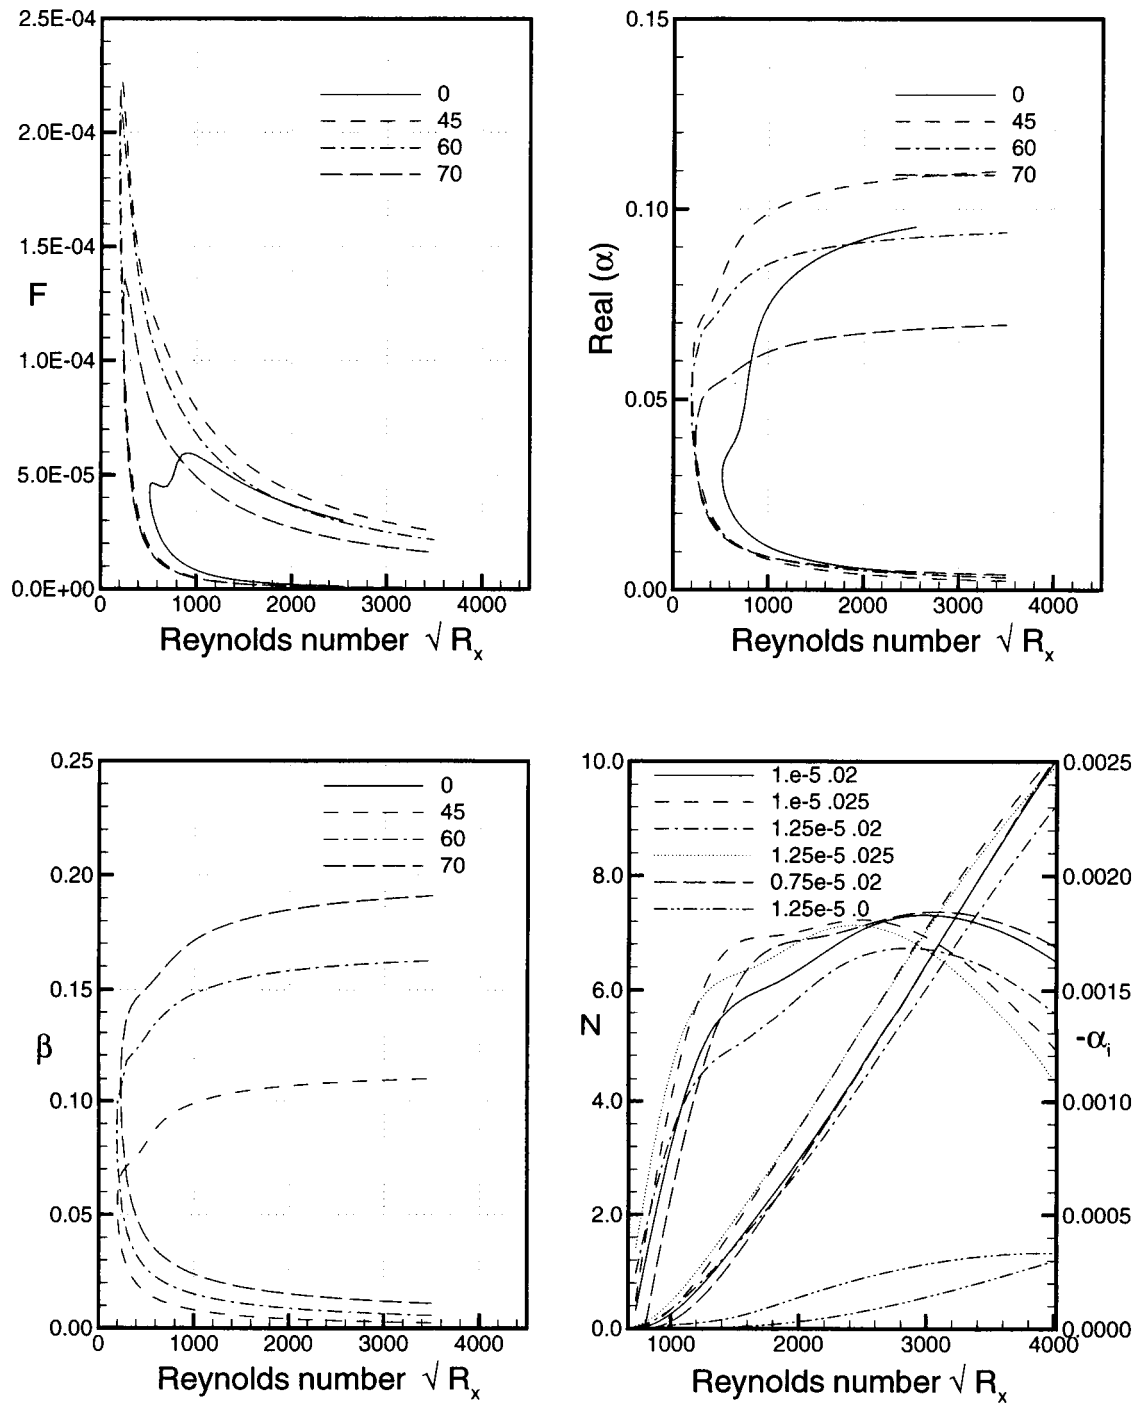 2.5E-04
2.0E-04
1.5E-04
1.0E-04
5.0E-05
0.0E+00
F
0
45
60
70
0 1000 2000 3000 4000
Reynolds number √ Rx
0.15
0.10
0.05
0.00
Real (α)
0
45
60
70
0 1000 2000 3000 4000
Reynolds number √ Rx
0.25
0.20
0.15
0.10
0.05
0.00
β
0
45
60
70
0 1000 2000 3000 4000
Reynolds number √ Rx
10.0
8.0
6.0
4.0
2.0
0.0
N
1.e-5 .02
1.e-5 .025
1.25e-5 .02
1.25e-5 .025
0.75e-5 .02
1.25e-5 .0
0.0025
0.0020
0.0015
0.0010
0.0005
0.0000
-αi
1000 2000 3000 4000
Reynolds number √ Rx